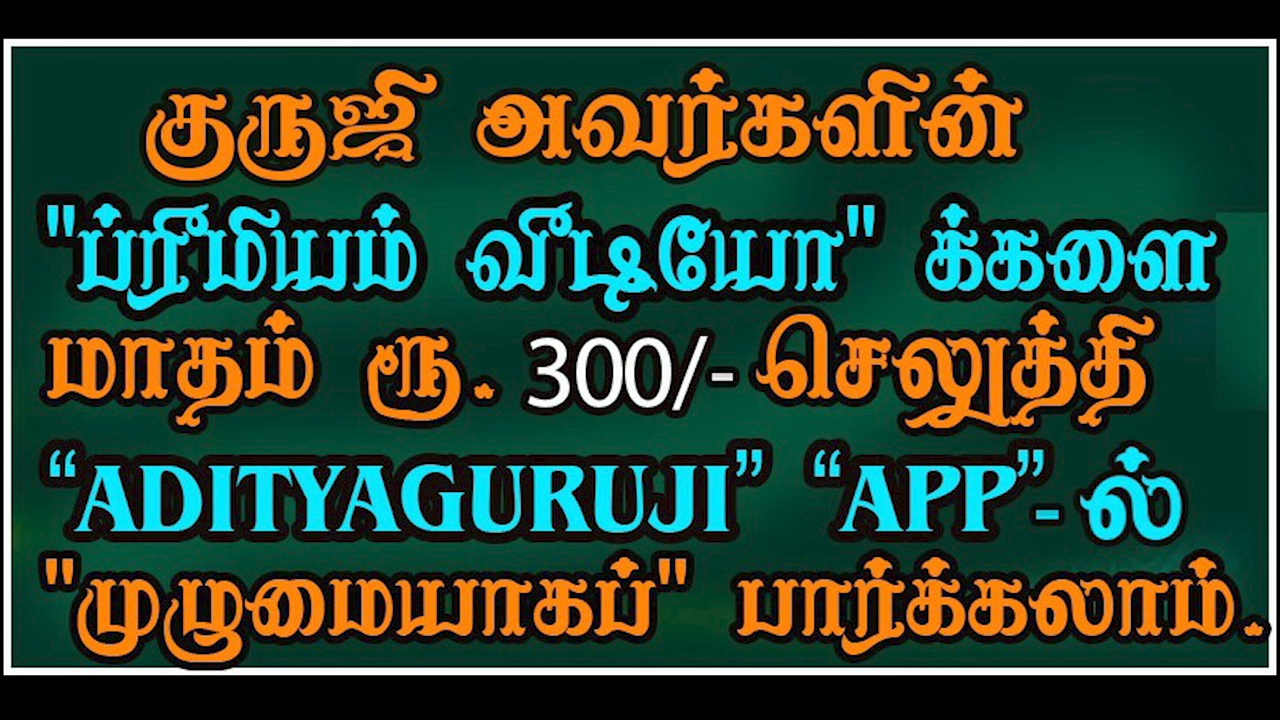 குருஜி அவர்களின்
"ப்ரீமியம் வீடியோ" க்களை
மாதம் ரூ. 300/- செலுத்தி
“ADITYAGURUJI” “APP”- ல்
"முழுமையாகப்" பார்க்கலாம்.